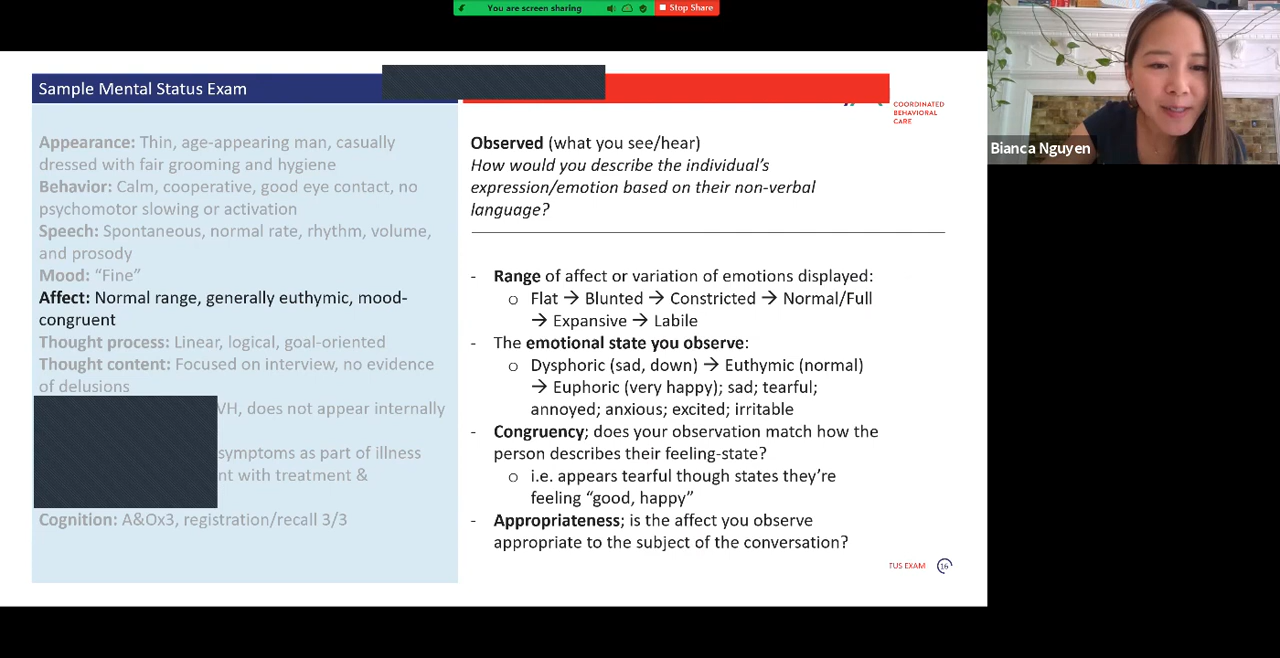 You are screen sharing
Stop Share
Sample Mental Status Exam
COORDINATED
BEHAVIORAL
CARE
Appearance: Thin, age-appearing man, casually
dressed with fair grooming and hygiene
Behavior: Calm, cooperative, good eye contact, no
psychomotor slowing or activation
Speech: Spontaneous, normal rate, rhythm, volume,
and prosody
Mood: “Fine”
Affect: Normal range, generally euthymic, mood-
congruent
Thought process: Linear, logical, goal-oriented
Thought content: Focused on interview, no evidence
of delusions
VH, does not appear internally
symptoms as part of illness
nt with treatment &
Cognition: A&Ox3, registration/recall 3/3
Observed (what you see/hear)
How would you describe the individual’s
expression/emotion based on their non-verbal
language?
- Range of affect or variation of emotions displayed:
o Flat → Blunted → Constricted → Normal/Full
→ Expansive → Labile
- The emotional state you observe:
o Dysphoric (sad, down) → Euthymic (normal)
→ Euphoric (very happy); sad; tearful;
annoyed; anxious; excited; irritable
- Congruency; does your observation match how the
person describes their feeling-state?
o i.e. appears tearful though states they’re
feeling “good, happy”
- Appropriateness; is the affect you observe
appropriate to the subject of the conversation?
TUS EXAM 16
Bianca Nguyen